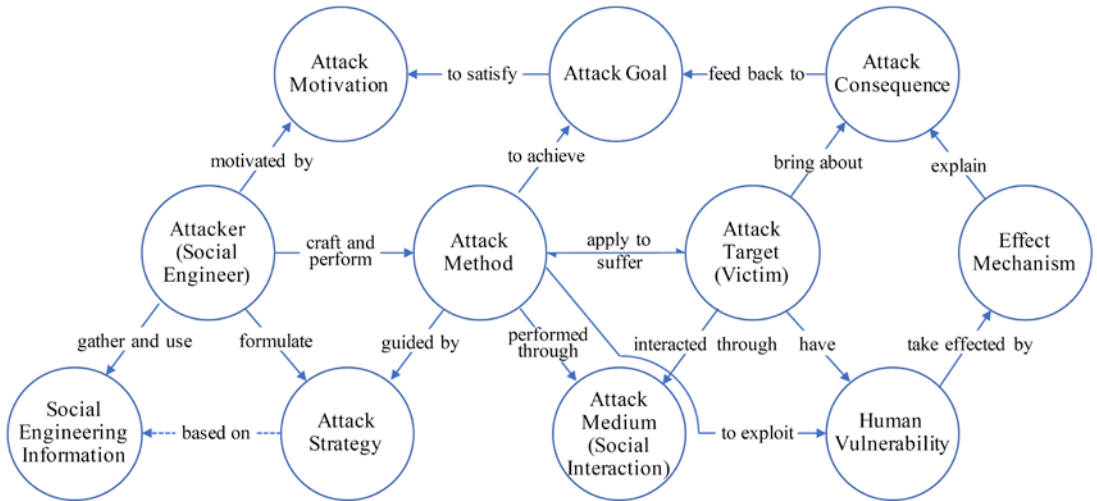 Attack
Motivation
to satisfy
Attack Goal
feed back to
Attack
Consequence
motivated by
to achieve
bring about
explain
Attacker
(Social
Engineer)
craft and
perform
Attack
Method
apply to
suffer
Attack
Target
(Victim)
Effect
Mechanism
gather and use
formulate
guided by
performed
through
interacted through
have
take effected by
Social
Engineering
Information
based on
Attack
Strategy
Attack
Medium
(Social
Interaction)
to exploit
Human
Vulnerability